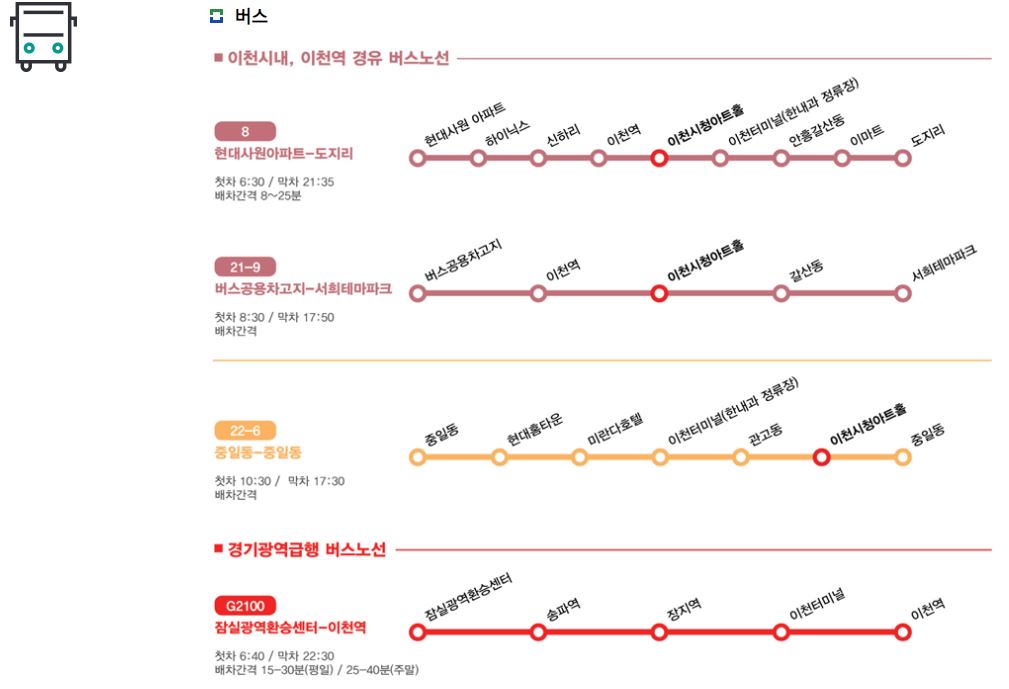 버스
이천시내, 이천역 경유 버스노선
8
현대사원아파트-도지리
첫차 6:30 / 막차 21:35
배차간격 8~25분
현대사원 아파트
하이닉스
신하리
이천역
이천시청아트홀
이천터미널(한내과 정류장)
안흥갈산동
이마트
도지리
21-9
버스공용차고지-서희테마파크
첫차 8:30 / 막차 17:50
배차간격
버스공용차고지
이천역
이천시청아트홀
갈산동
서희테마파크
22-6
중일동-중일동
첫차 10:30 / 막차 17:30
배차간격
중일동
현대홈타운
미란다호텔
이천터미널(한내과 정류장)
관고동
이천시청아트홀
중일동
경기광역급행 버스노선
G2100
잠실광역환승센터-이천역
첫차 6:40 / 막차 22:30
배차간격 15-30분(평일) / 25-40분(주말)
잠실광역환승센터
송파역
장지역
이천터미널
이천역